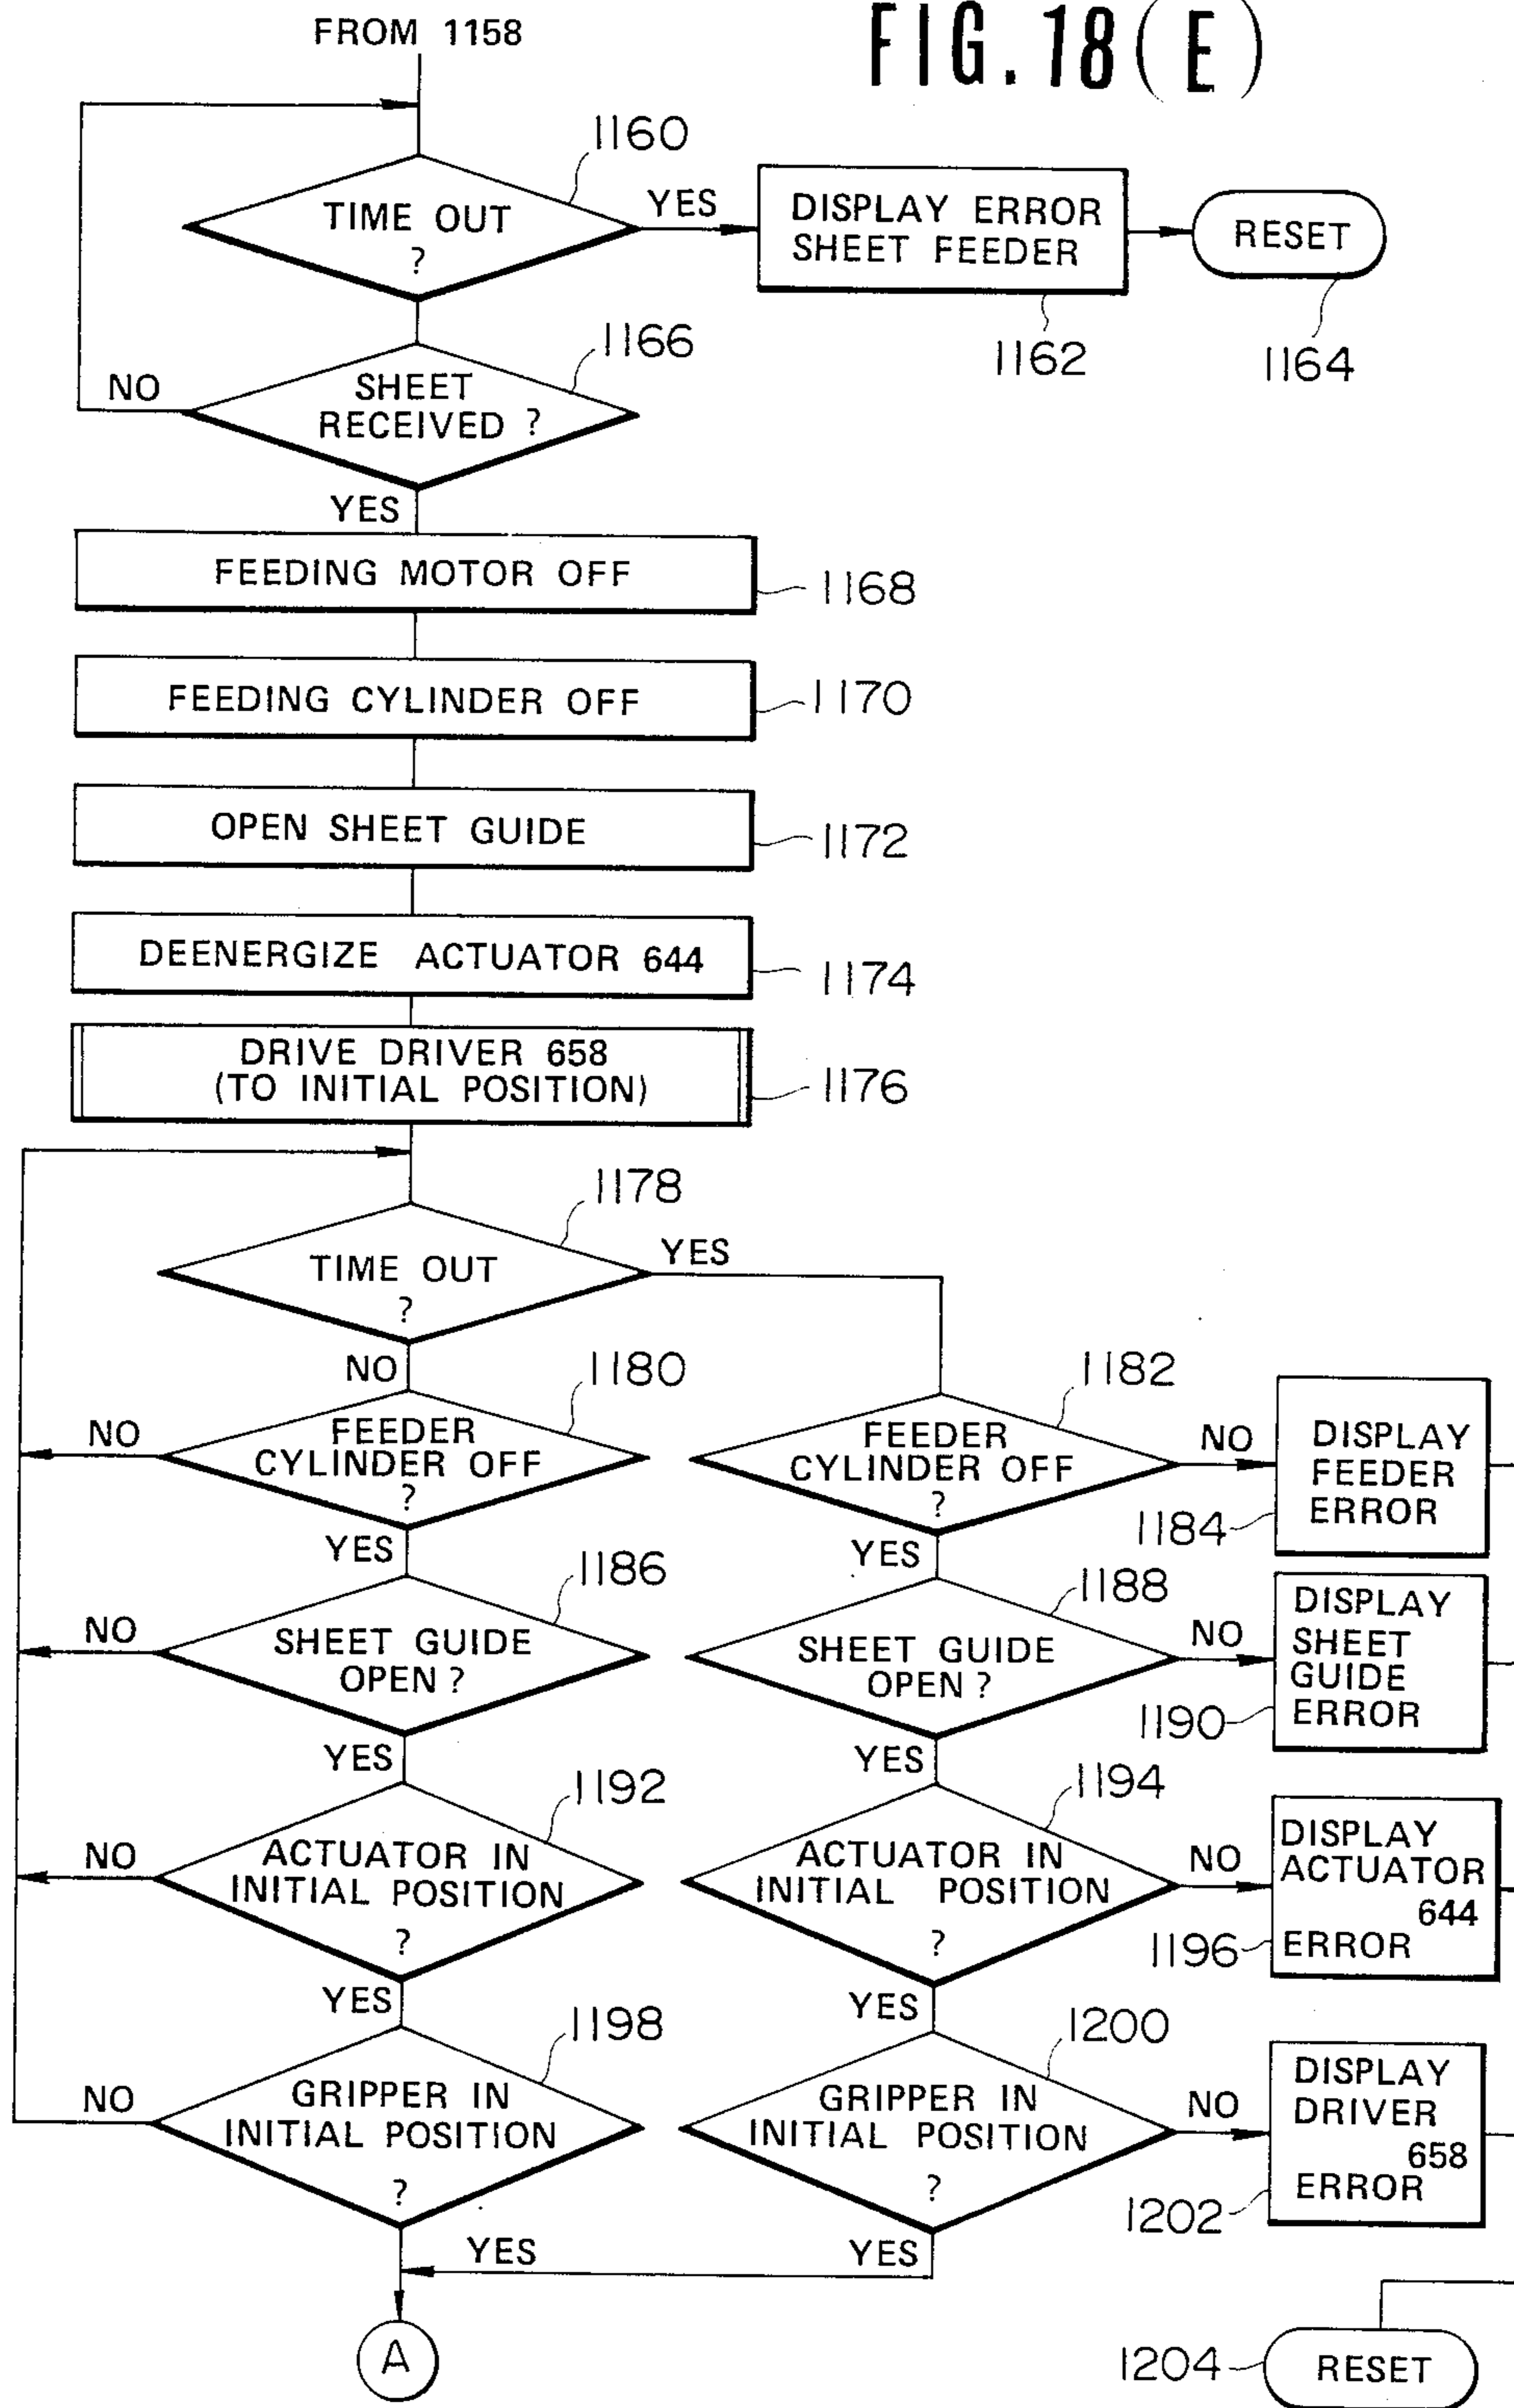 FROM 1158
FIG. 18(E)
1160
TIME OUT
?
YES
DISPLAY ERROR
SHEET FEEDER
RESET
1162
1164
1166
NO
SHEET
RECEIVED ?
YES
FEEDING MOTOR OFF
1168
FEEDING CYLINDER OFF
1170
OPEN SHEET GUIDE
1172
DEENERGIZE ACTUATOR 644
1174
DRIVE DRIVER 658
(TO INITIAL POSITION)
1176
1178
TIME OUT
?
YES
NO
1180
1182
NO
FEEDER
CYLINDER OFF
?
FEEDER
CYLINDER OFF
?
NO
DISPLAY
FEEDER
ERROR
1184
YES
YES
1186
1188
NO
SHEET GUIDE
OPEN ?
SHEET GUIDE
OPEN ?
NO
DISPLAY
SHEET
GUIDE
ERROR
1190
YES
YES
1192
1194
NO
ACTUATOR IN
INITIAL POSITION
?
ACTUATOR IN
INITIAL POSITION
?
NO
DISPLAY
ACTUATOR
644
ERROR
1196
YES
YES
1198
1200
NO
GRIPPER IN
INITIAL POSITION
?
GRIPPER IN
INITIAL POSITION
?
NO
DISPLAY
DRIVER
658
ERROR
1202
YES
YES
A
1204
RESET